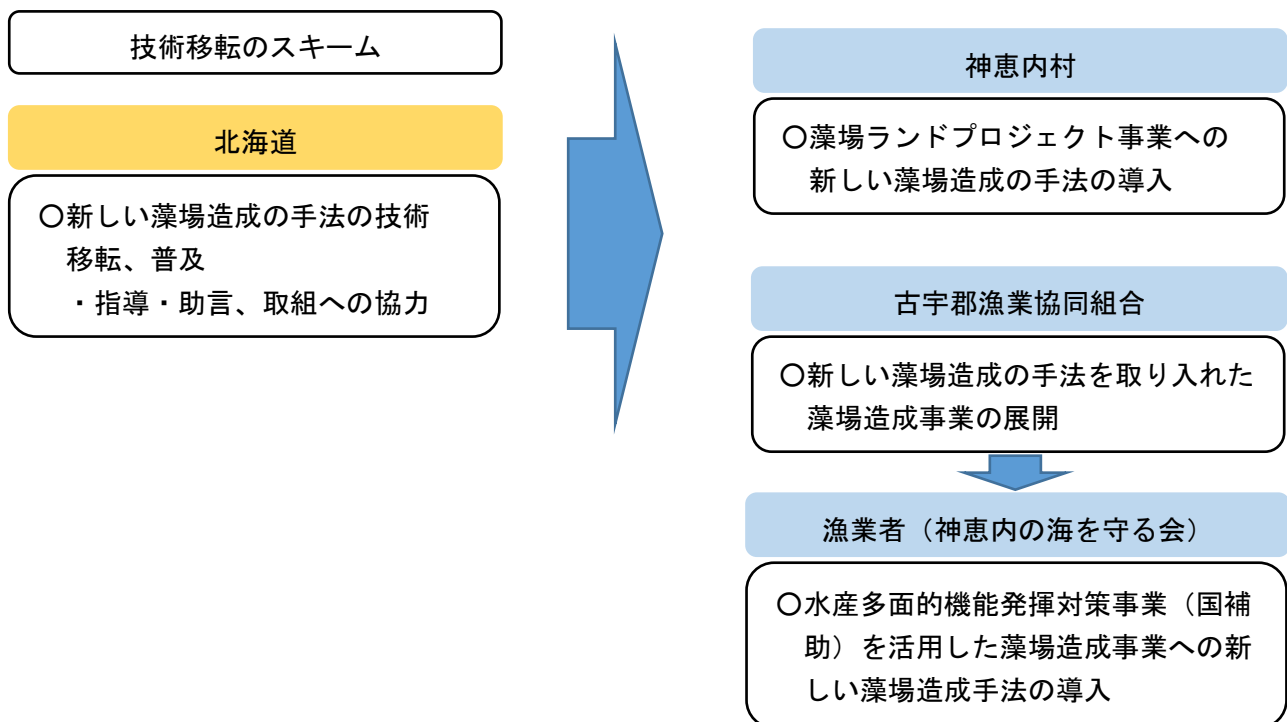 技術移転のスキーム
北海道
〇新しい藻場造成の手法の技術
移転、普及
・指導・助言、取組への協力
神恵内村
〇藻場ランドプロジェクト事業への
新しい藻場造成の手法の導入
古宇郡漁業協同組合
〇新しい藻場造成の手法を取り入れた
藻場造成事業の展開
漁業者（神恵内の海を守る会）
〇水産多面的機能発揮対策事業（国補
助）を活用した藻場造成事業への新
しい藻場造成手法の導入